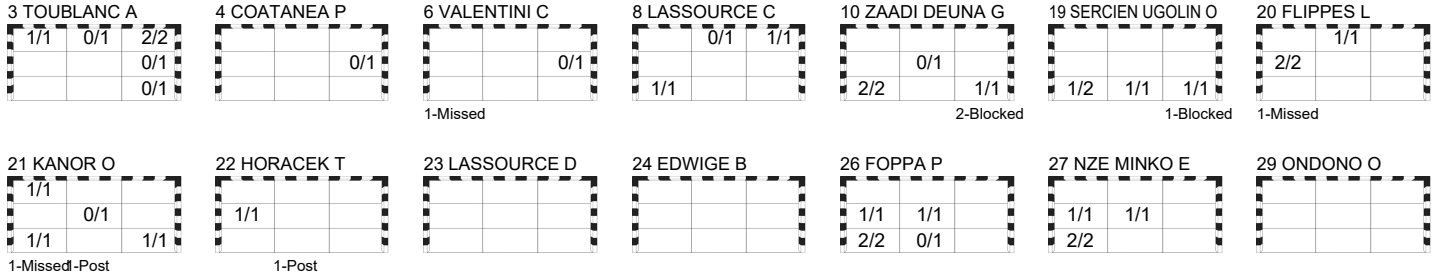 3 TOUBLANC A 4 COATANEA P 6 VALENTINI C 8 LASSOURCE C 10 ZAADI DEUNA G 19 SERCIEN UGOLIN O 20 FLIPPES L
1/1 0/1 2/2 0/1 1/1 1/1
0/1 0/1 0/1 0/1 2/2
0/1 1/1 2/2 1/1 1/2 1/1 1/1
1-Missed 2-Blocked 1-Blocked 1-Missed
21 KANOR O 22 HORACEK T 23 LASSOURCE D 24 EDWIGE B 26 FOPPA P 27 NZE MINKO E 29 ONDONO O
1/1
0/1 1/1 1/1 1/1 1/1 1/1
1/1 1/1 2/2 0/1 2/2
1-Missed 1-Post 1-Post